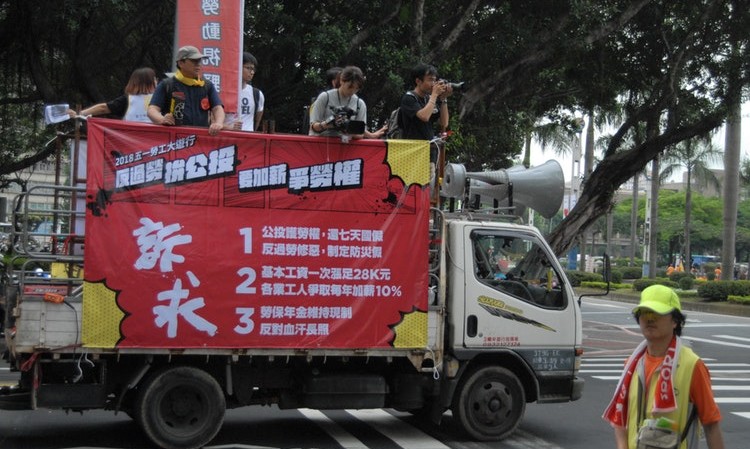 勞動視野
2018五一勞工大遊行
反過勞 拚公投 要加薪 爭勞權
訴求
1 公投護勞權，還七天國假
反過勞修惡，制定防災假
2 基本工資一次漲足28K元
各業工人爭取每年加薪10%
3 勞保年金維持現制
反對血汗長照